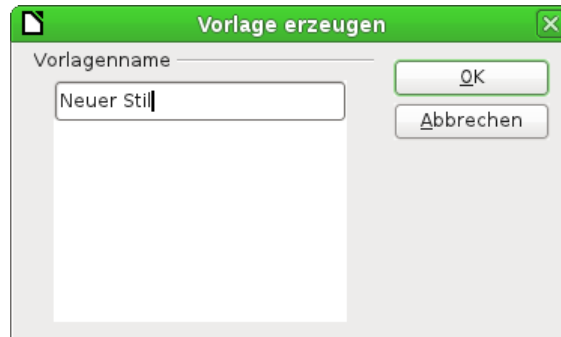 Vorlage erzeugen
Vorlagenname
OK
Neuer Stil
Abbrechen